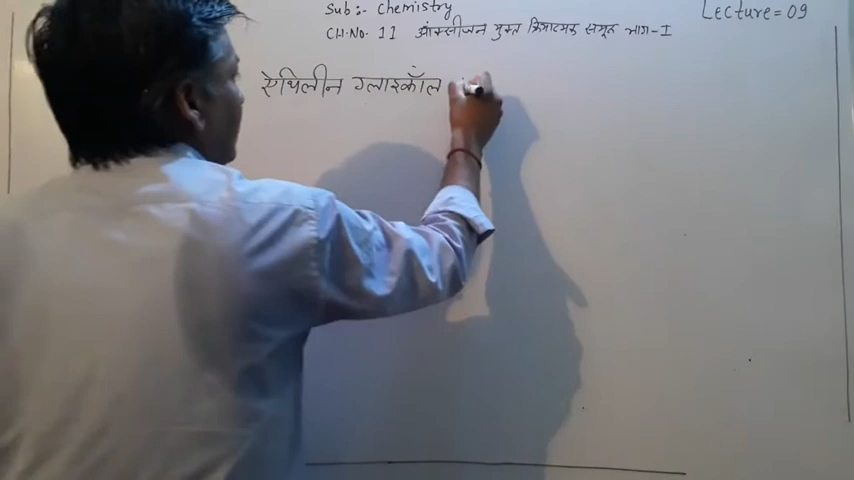 Sub:- Chemistry
Lecture = 09
CH.No. 11 ऑक्सीजन युक्त क्रियात्मक समूह भाग-I
ऐथिलीन ग्लाइकॉल